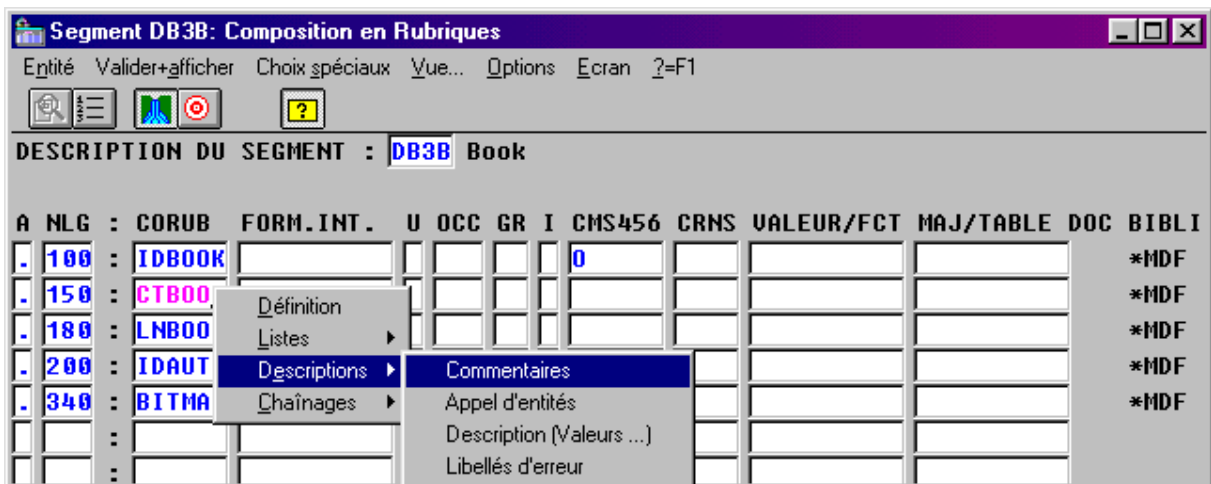 Segment DB3B: Composition en Rubriques
Entité Valider+afficher Choix spéciaux Vue... Options Ecran ?=F1
DESCRIPTION DU SEGMENT : DB3B Book
A NLG : CORUB FORM.INT. U OCC GR I CMS456 CRNS VALEUR/FCT MAJ/TABLE DOC BIBLI
. 100 : IDBOOK O *MDF
. 150 : CTBOO *MDF
Définition
. 180 : LNBOO *MDF
Listes
. 200 : IDAUT *MDF
Descriptions Commentaires
. 340 : BITMA *MDF
Chaînages Appel d'entités
: Description (Valeurs ...)
: Libellés d'erreur